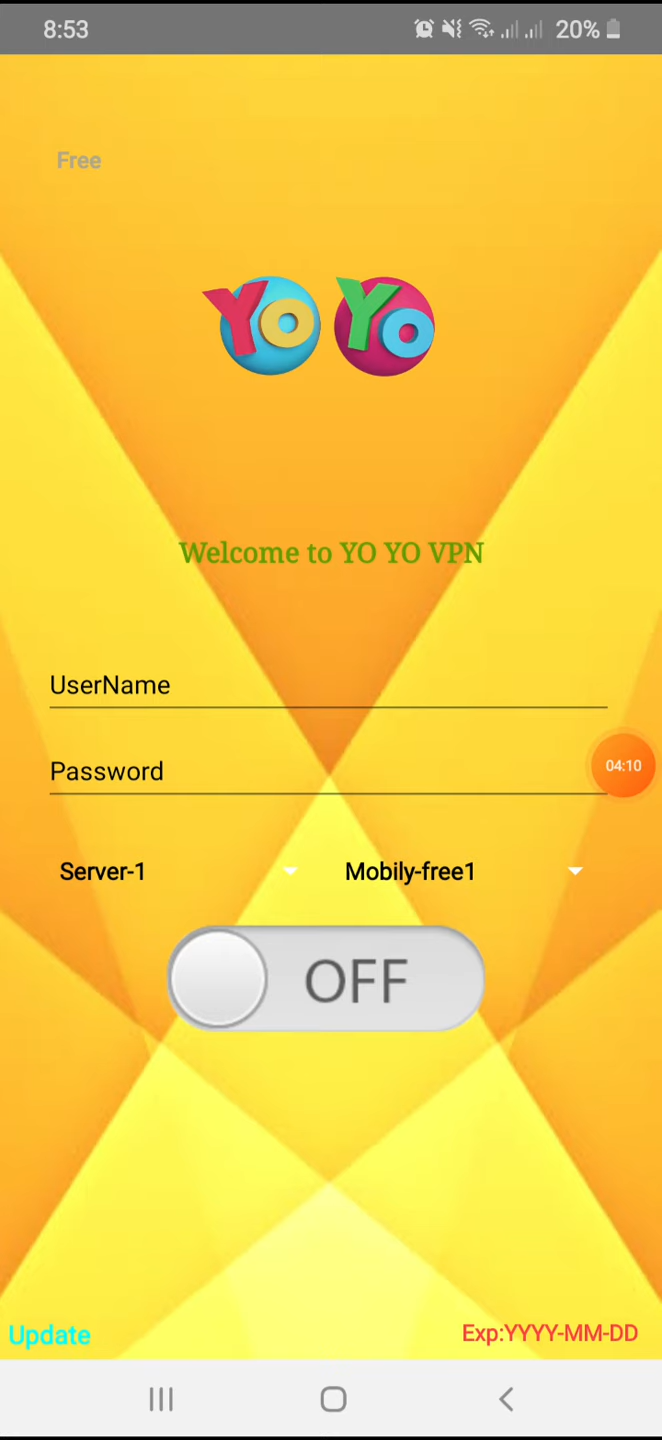 8:53 20%
Free
Yo Yo
Welcome to YO YO VPN
UserName
Password
04:10
Server-1 Mobily-free1
OFF
Update Exp:YYYY-MM-DD